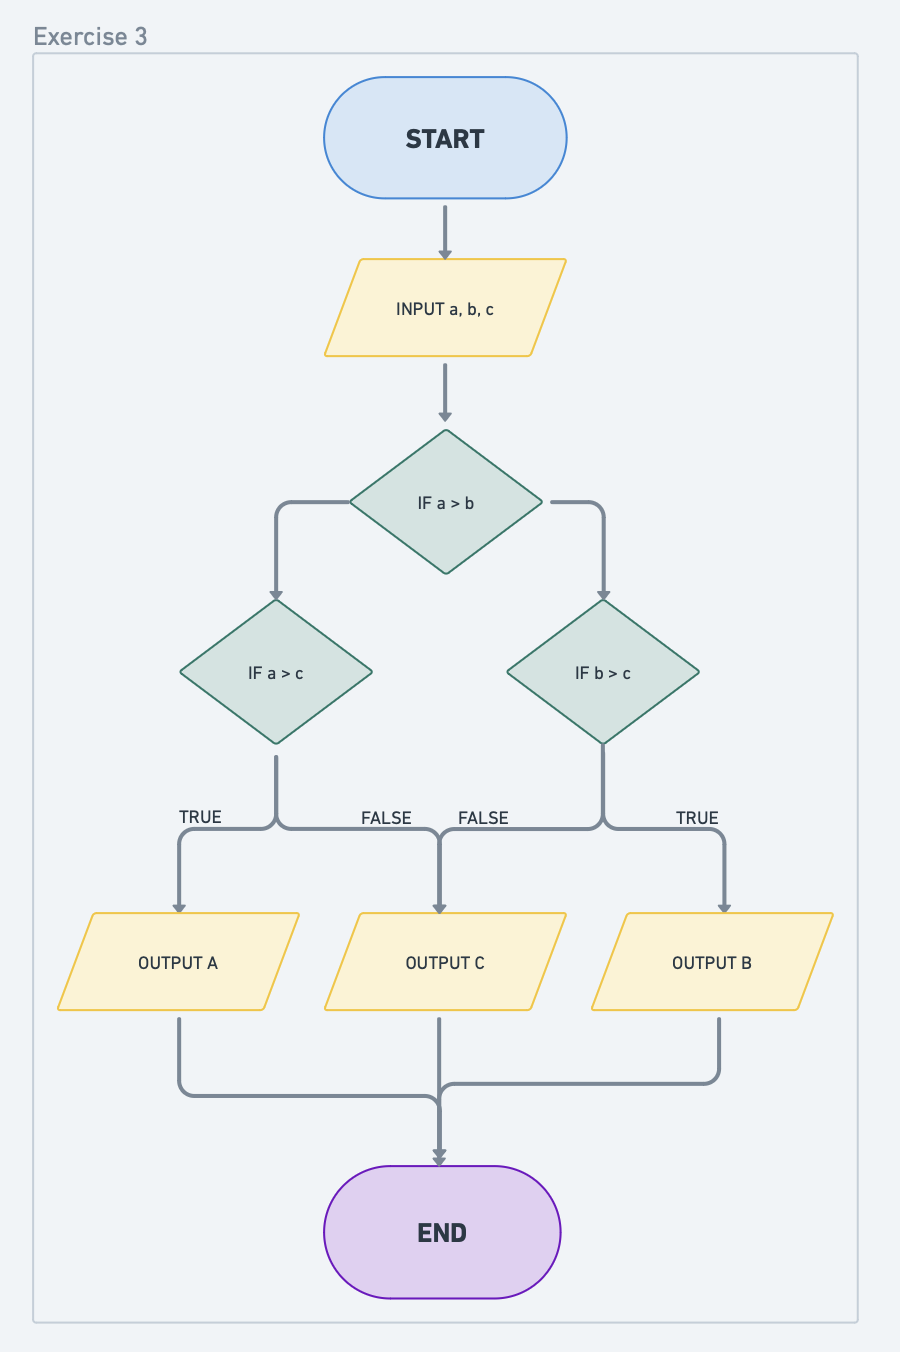 Exercise 3
START
INPUT a, b, c
IF a > b
IF a > c
IF b > c
TRUE
FALSE
FALSE
TRUE
OUTPUT A
OUTPUT C
OUTPUT B
END